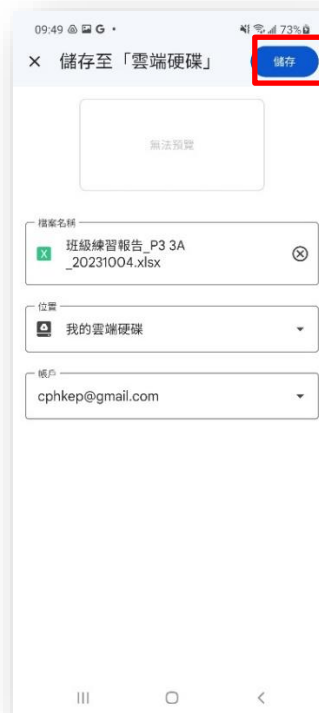 09:49 G • 73%
× 儲存至「雲端硬碟」 儲存
無法預覽
檔案名稱
X 班級練習報告_P3 3A
_20231004.xlsx
位置
我的雲端硬碟
帳戶
cphkep@gmail.com